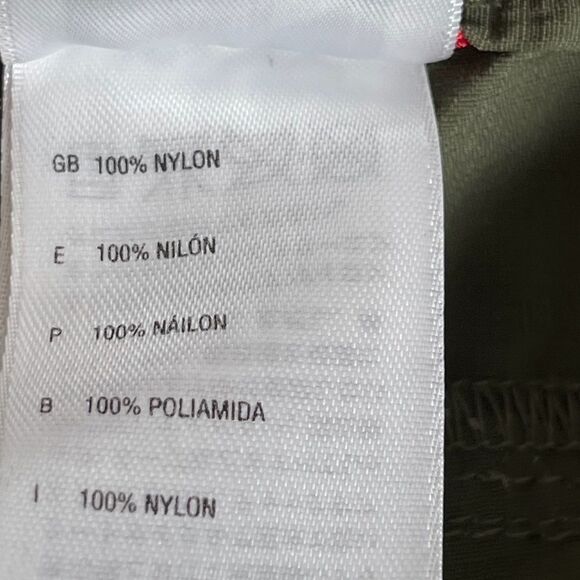 GB 100% NYLON
E 100% NILÓN
P 100% NÁILON
B 100% POLIAMIDA
I 100% NYLON